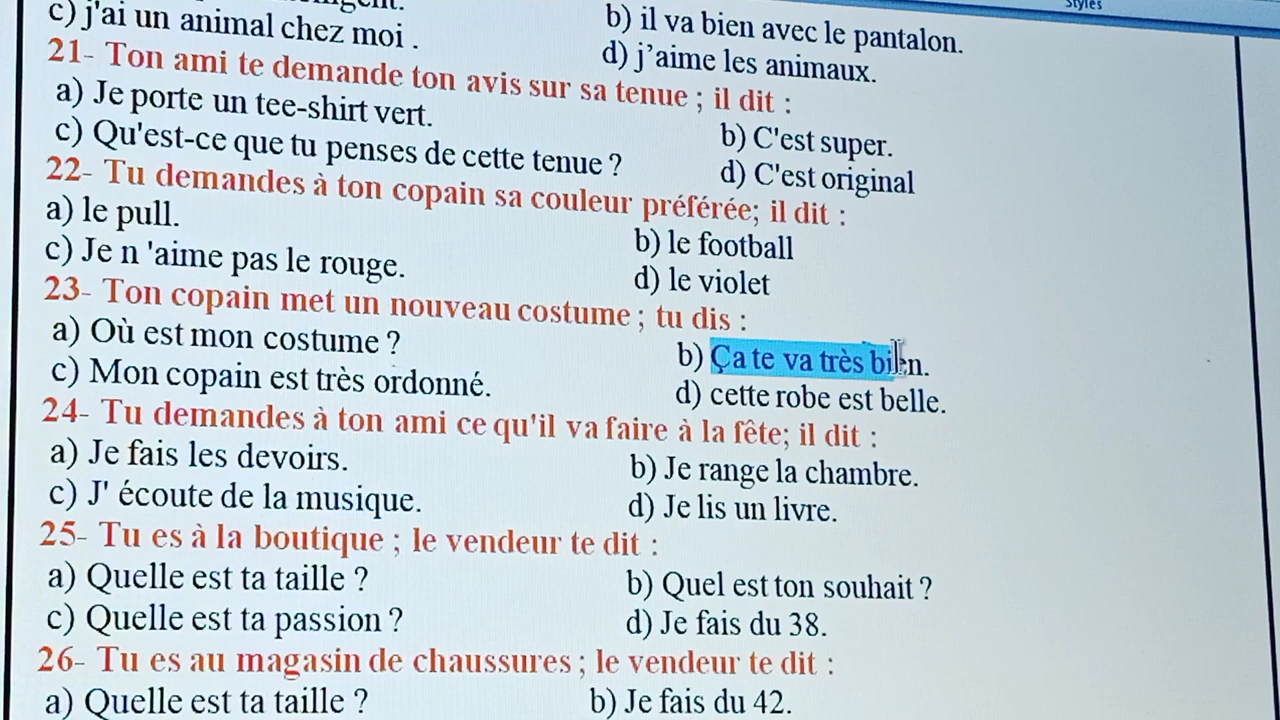 Styles
c) j'ai un animal chez moi .
b) il va bien avec le pantalon.
d) j'aime les animaux.
21- Ton ami te demande ton avis sur sa tenue ; il dit :
a) Je porte un tee-shirt vert.
b) C'est super.
c) Qu'est-ce que tu penses de cette tenue ?
d) C'est original
22- Tu demandes à ton copain sa couleur préférée; il dit :
a) le pull.
b) le football
c) Je n 'aime pas le rouge.
d) le violet
23- Ton copain met un nouveau costume ; tu dis :
a) Où est mon costume ?
b) Ça te va très bien.
c) Mon copain est très ordonné.
d) cette robe est belle.
24- Tu demandes à ton ami ce qu'il va faire à la fête; il dit :
a) Je fais les devoirs.
b) Je range la chambre.
c) J' écoute de la musique.
d) Je lis un livre.
25- Tu es à la boutique ; le vendeur te dit :
a) Quelle est ta taille ?
b) Quel est ton souhait ?
c) Quelle est ta passion ?
d) Je fais du 38.
26- Tu es au magasin de chaussures ; le vendeur te dit :
a) Quelle est ta taille ?
b) Je fais du 42.